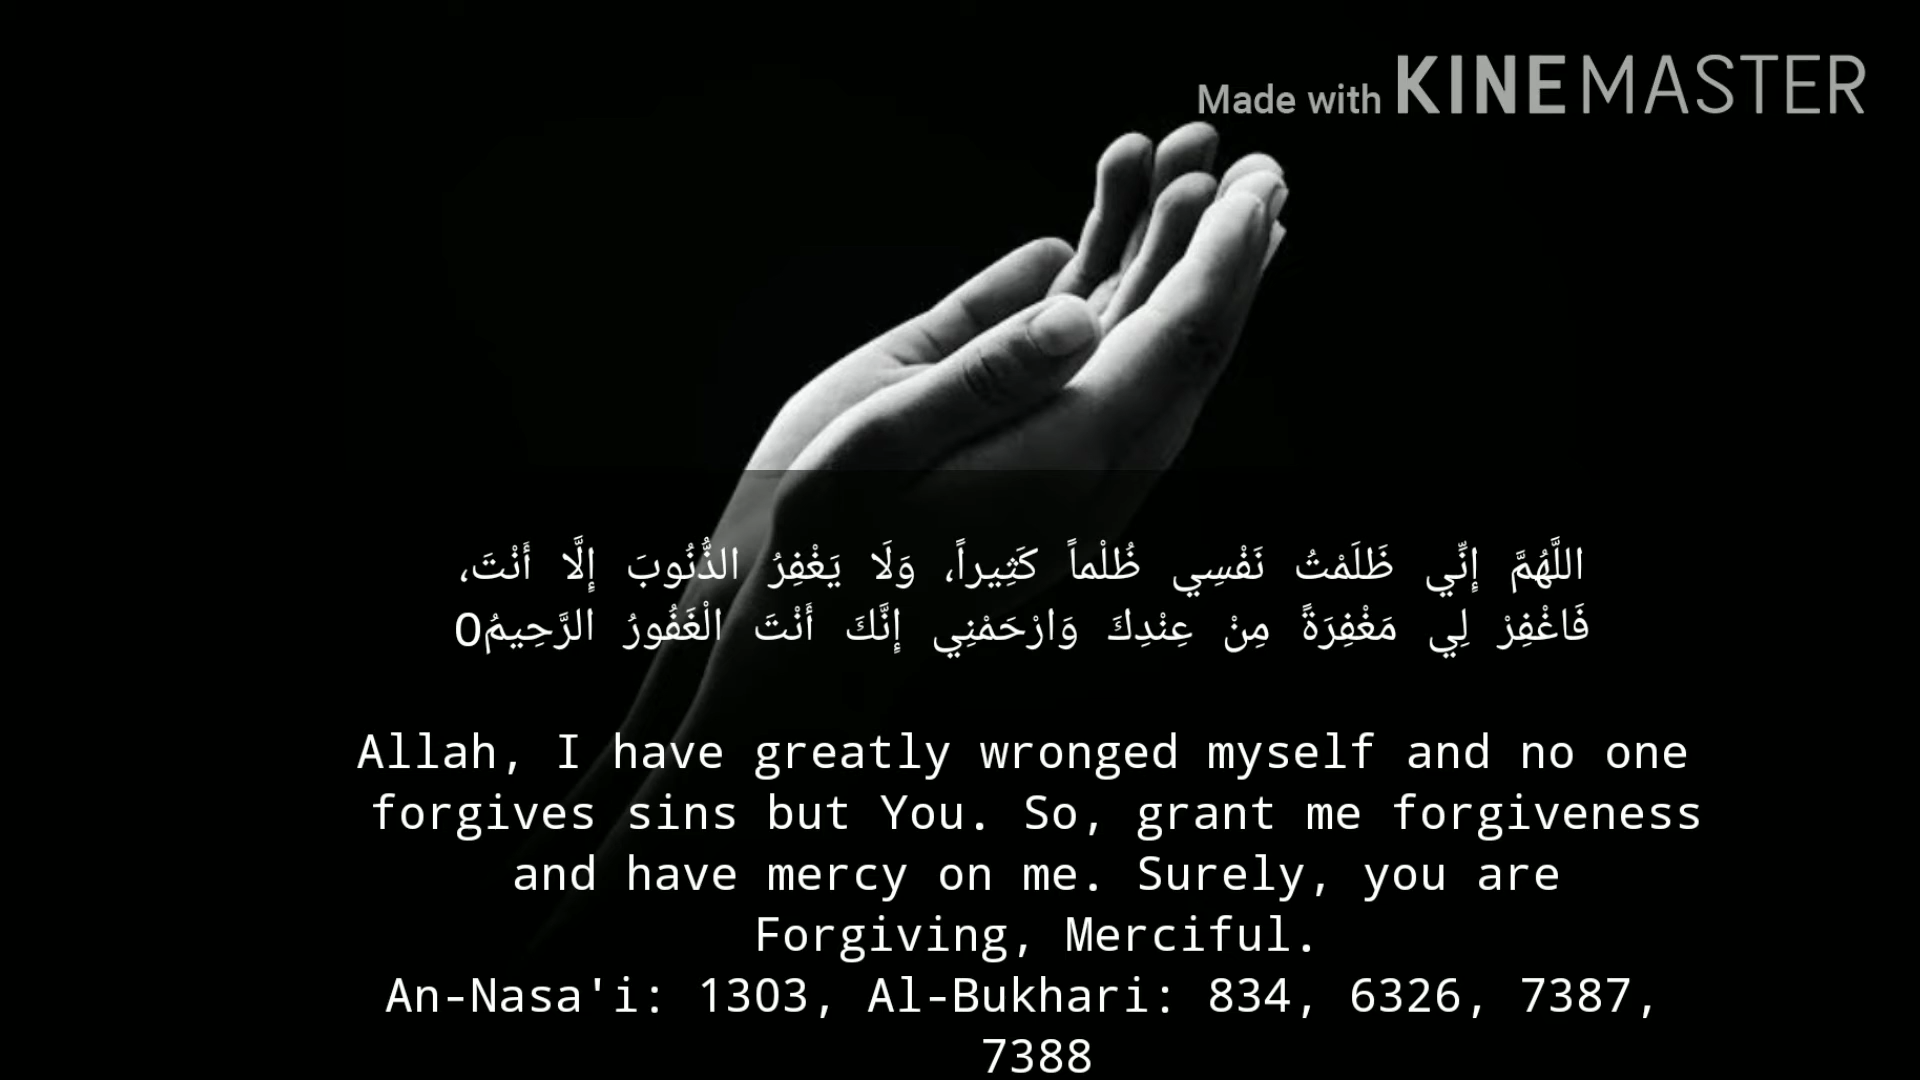 Made with KINEMASTER
اللَّهُمَّ إِنِّي ظَلَمْتُ نَفْسِي ظُلْماً كَثِيراً، وَلَا يَغْفِرُ الذُّنُوبَ إِلَّا أَنْتَ،
فَاغْفِرْ لِي مَغْفِرَةً مِنْ عِنْدِكَ وَارْحَمْنِي إِنَّكَ أَنْتَ الْغَفُورُ الرَّحِيمُO
Allah, I have greatly wronged myself and no one
forgives sins but You. So, grant me forgiveness
and have mercy on me. Surely, you are
Forgiving, Merciful.
An-Nasa'i: 1303, Al-Bukhari: 834, 6326, 7387,
7388